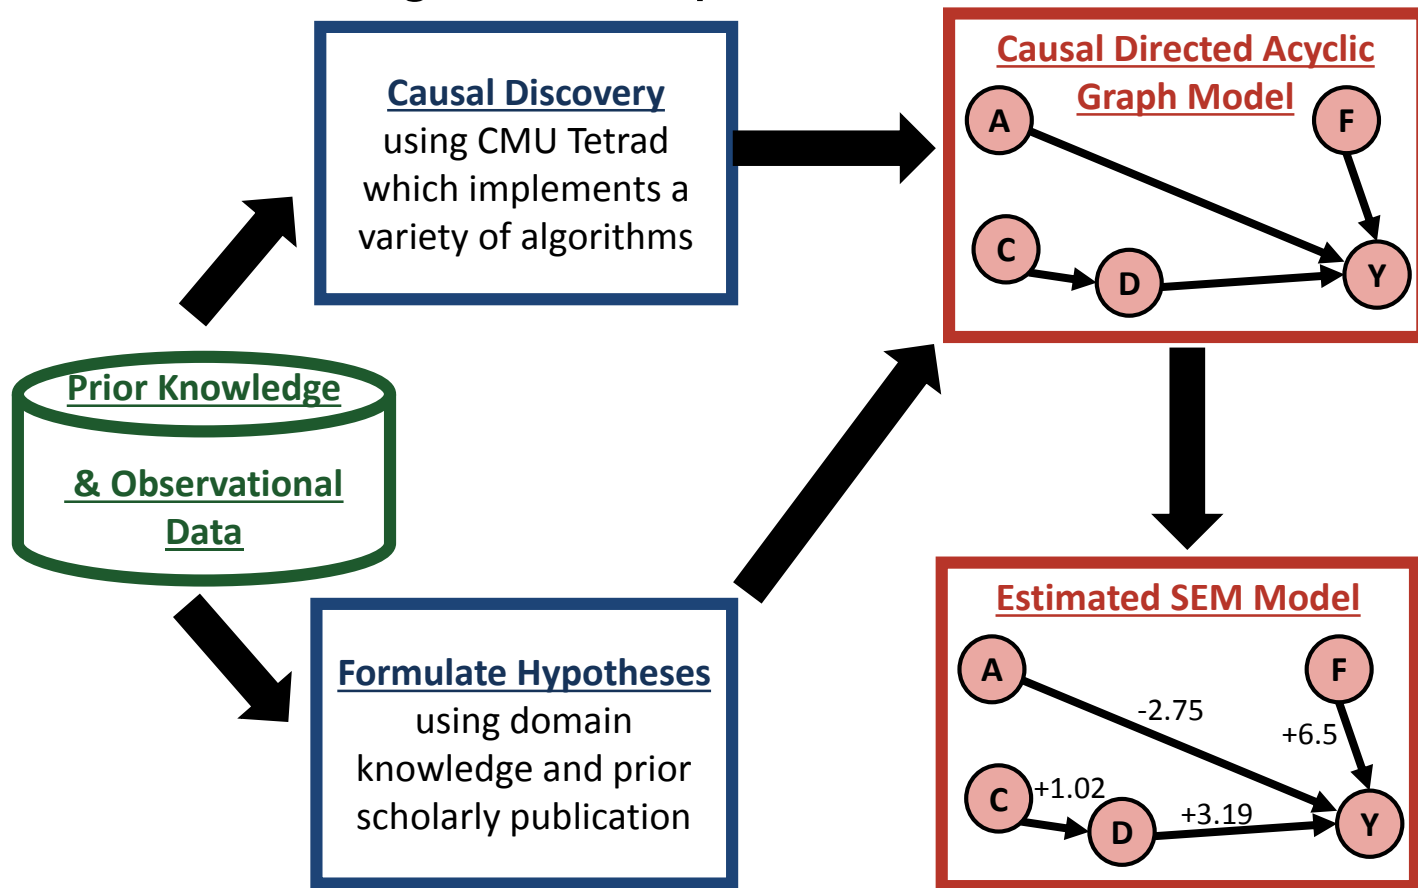 Causal Discovery
using CMU Tetrad
which implements a
variety of algorithms
Causal Directed Acyclic
Graph Model
A
F
C
D
Y
Prior Knowledge
& Observational
Data
Formulate Hypotheses
using domain
knowledge and prior
scholarly publication
Estimated SEM Model
A
F
-2.75
+6.5
C
+1.02
D
+3.19
Y